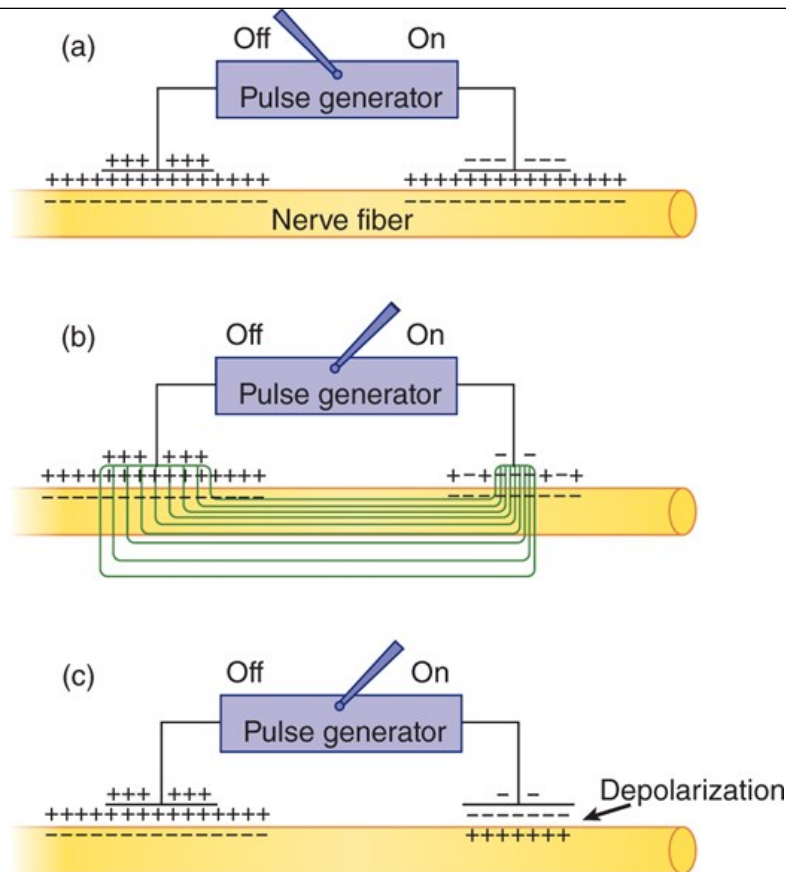 (a)
Off On
Pulse generator
+++ +++ --- ---
++++++++++++++ ++++++++++++++
-------------- --------------
Nerve fiber
(b)
Off On
Pulse generator
+++ +++ - -
++++++++++++++ +-+----+-+
-------------- ---------
(c)
Off On
Pulse generator
+++ +++ - -
Depolarization
++++++++++++++ -------
-------------- +++++++